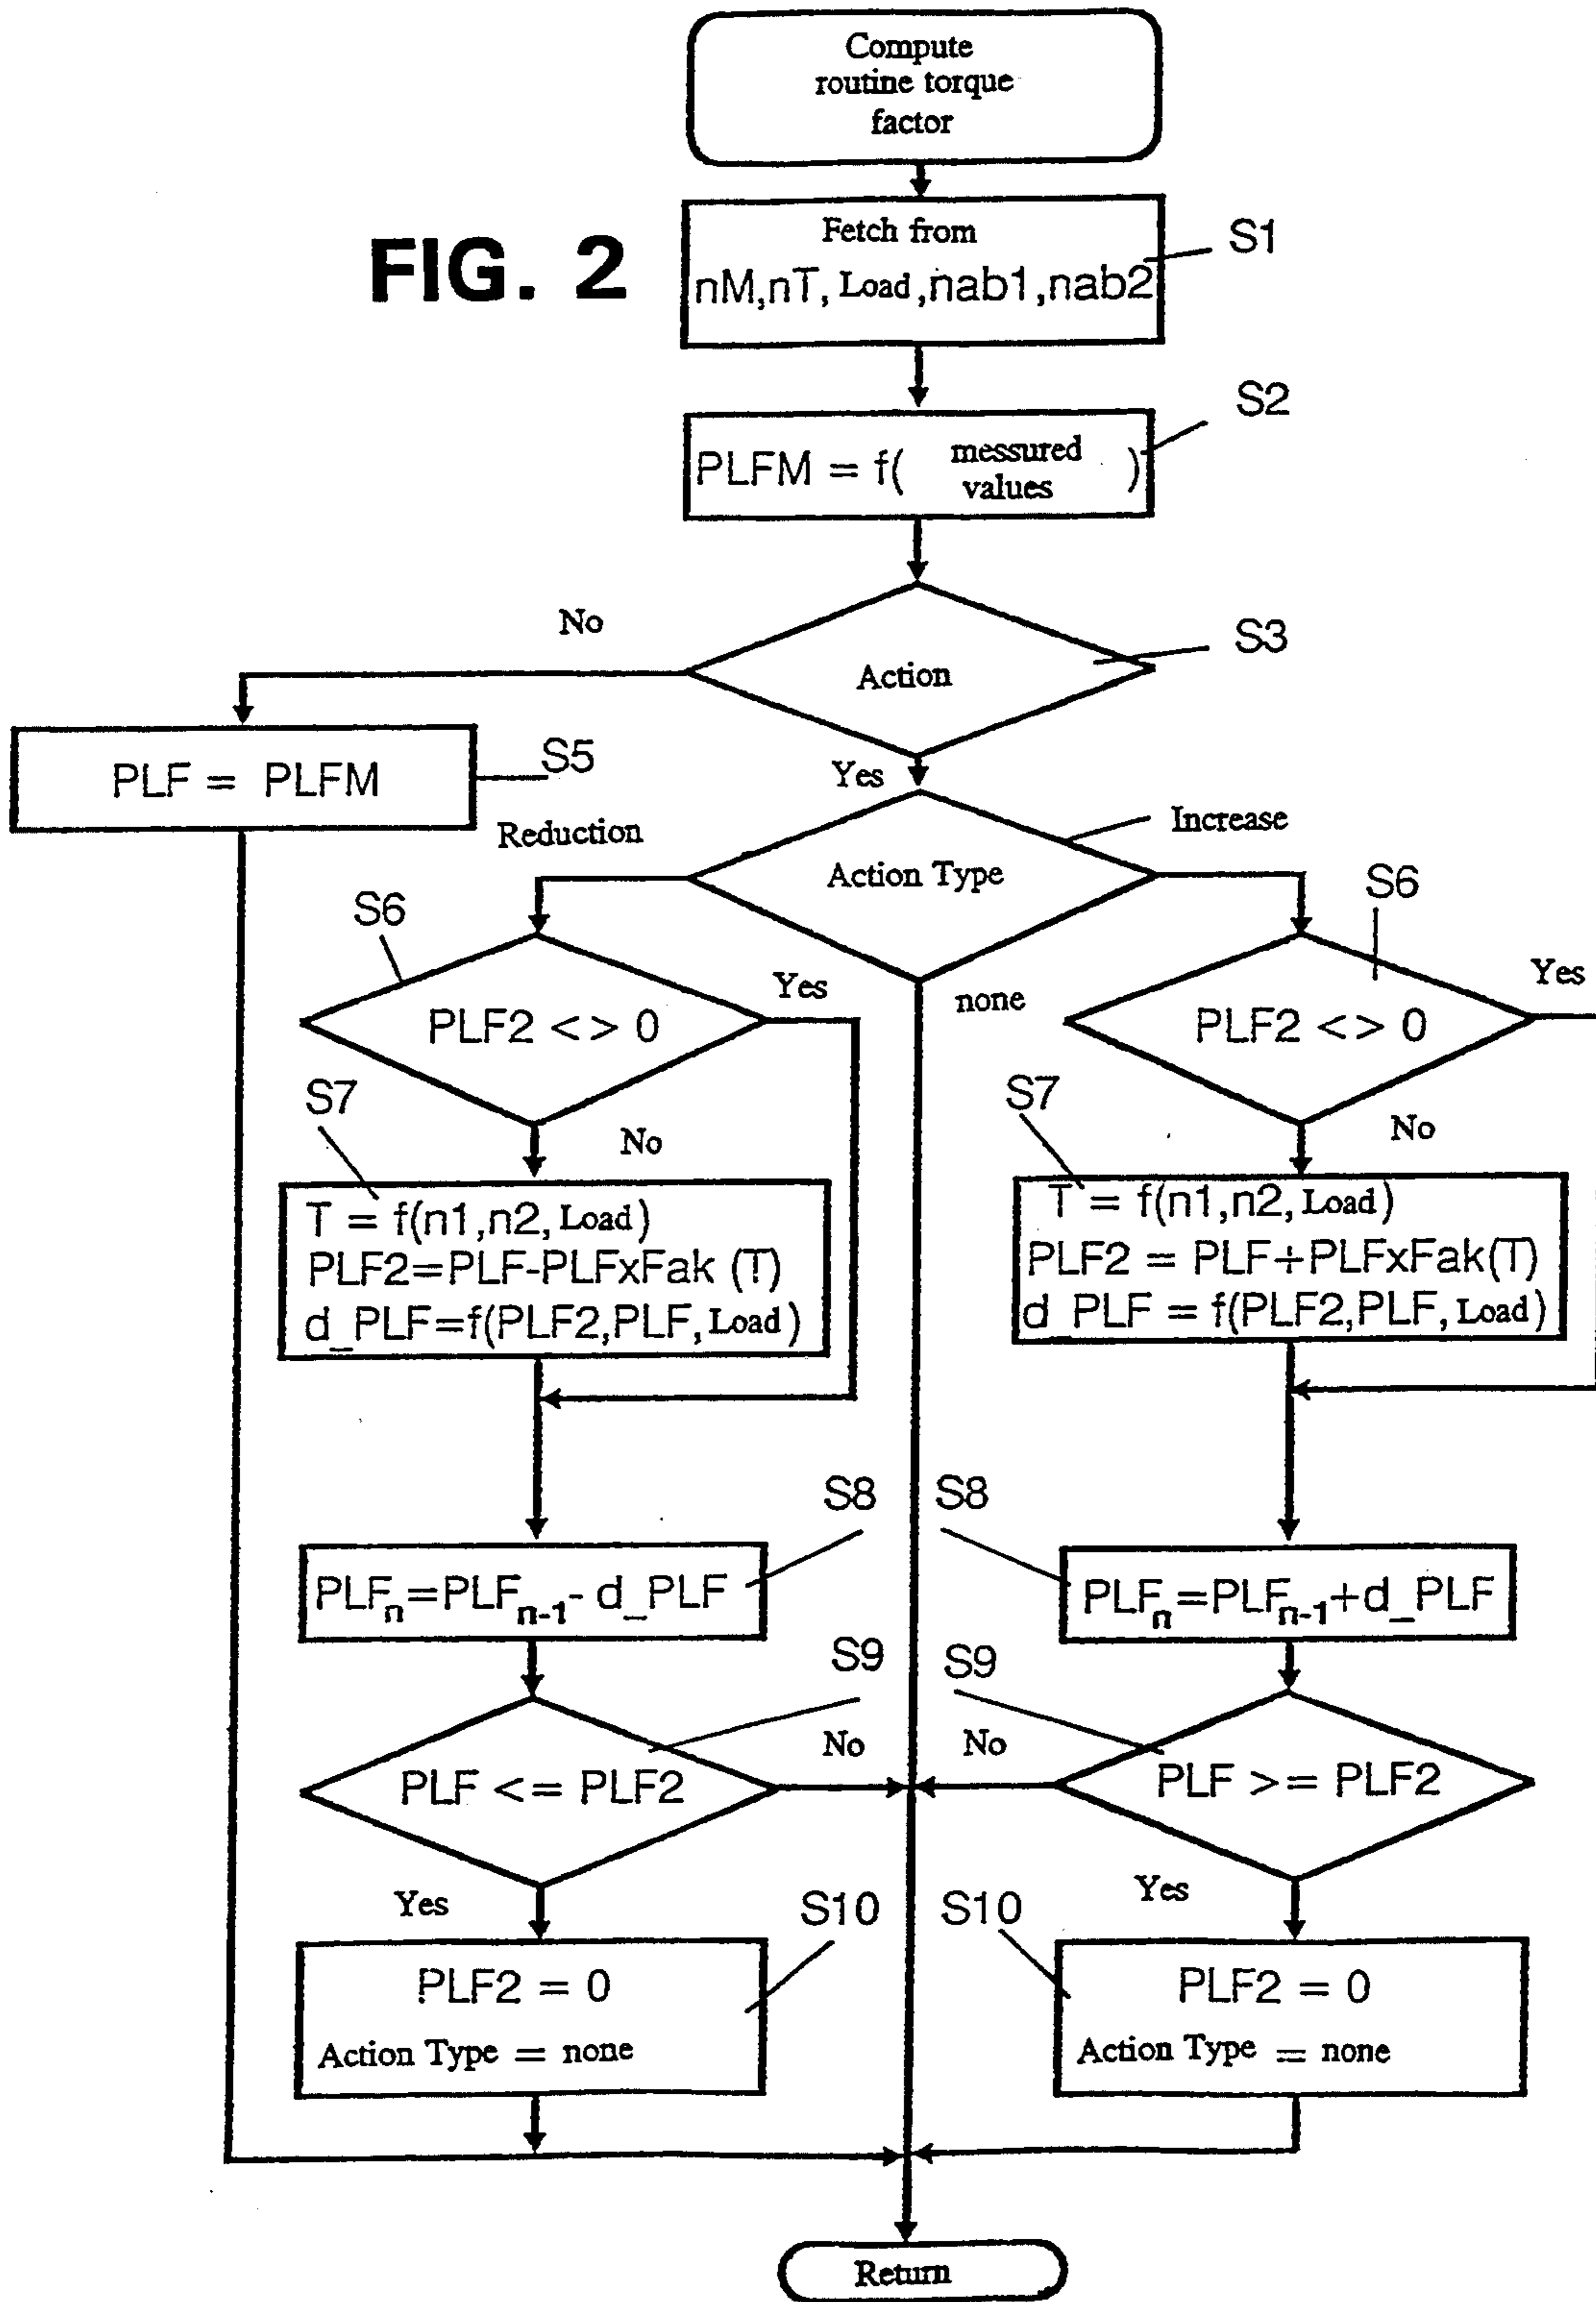 Compute
routine torque
factor
FIG. 2
Fetch from
nM,nT, Load,nab1,nab2
S1
S2
PLFM = f( messured
values )
No
S3
Action
PLF = PLFM
S5
Yes
Reduction
Increase
Action Type
S6
S6
Yes
none
Yes
PLF2 <> 0
PLF2 <> 0
S7
S7
No
No
T = f(n1,n2, Load)
PLF2=PLF-PLFxFak (T)
d_PLF=f(PLF2,PLF, Load)
T = f(n1,n2, Load)
PLF2 = PLF+PLFxFak(T)
d PLF = f(PLF2,PLF, Load)
S8
S8
PLFn=PLFn-1- d_PLF
PLFn=PLFn-1+d_PLF
S9
S9
No
No
PLF <= PLF2
PLF >= PLF2
Yes
Yes
S10
S10
PLF2 = 0
Action Type = none
PLF2 = 0
Action Type = none
Return